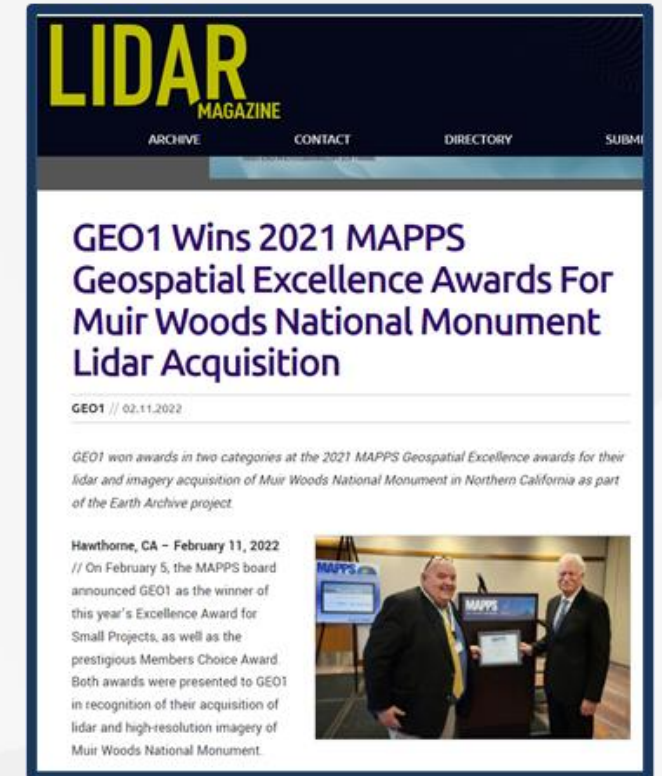 LIDAR
MAGAZINE
ARCHIVE CONTACT DIRECTORY SUBMI
GEO1 Wins 2021 MAPPS
Geospatial Excellence Awards For
Muir Woods National Monument
Lidar Acquisition
GEO1 // 02.11.2022
GEO1 won awards in two categories at the 2021 MAPPS Geospatial Excellence awards for their
lidar and imagery acquisition of Muir Woods National Monument in Northern California as part
of the Earth Archive project.
Hawthorne, CA – February 11, 2022
// On February 5, the MAPPS board
announced GEO1 as the winner of
this year's Excellence Award for
Small Projects, as well as the
prestigious Members Choice Award.
Both awards were presented to GEO1
in recognition of their acquisition of
lidar and high-resolution imagery of
Muir Woods National Monument.
MAPPS
MAPPS